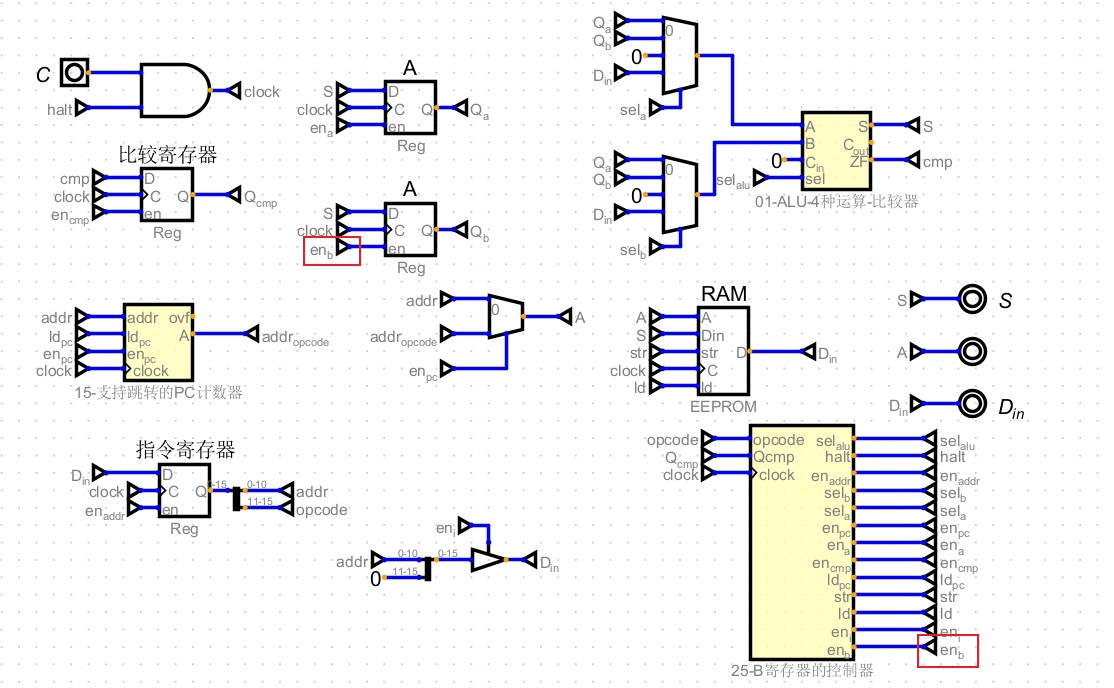 C
halt
clock
比较寄存器
cmp
clock
encmp
D
C
en
Q
Qcmp
Reg
A
S
clock
ena
D
C
en
Q
Qa
Reg
A
S
clock
enb
D
C
en
Q
Qb
Reg
Qa
Qb
0
Din
0
sela
Qa
Qb
0
Din
0
selb
0
selalu
A
B
Cin
sel
S
Cout
ZF
S
cmp
01-ALU-4种运算-比较器
addr
ldpc
enpc
clock
addr
ldpc
enpc
clock
ovf
A
addropcode
15-支持跳转的PC计数器
addr
addropcode
enpc
0
A
RAM
A
S
str
clock
ld
A
Din
str
C
ld
D
Din
EEPROM
S
S
A
Din
Din
指令寄存器
Din
clock
enaddr
D
C
en
Q
0-15
0-10
11-15
addr
opcode
Reg
eni
addr
0
0-10
11-15
0-15
Din
opcode
Qcmp
clock
opcode
Qcmp
clock
selalu
halt
enaddr
selb
sela
enpc
ena
encmp
ldpc
str
ld
eni
enb
selalu
halt
enaddr
selb
sela
enpc
ena
encmp
ldpc
str
ld
eni
enb
25-B寄存器的控制器